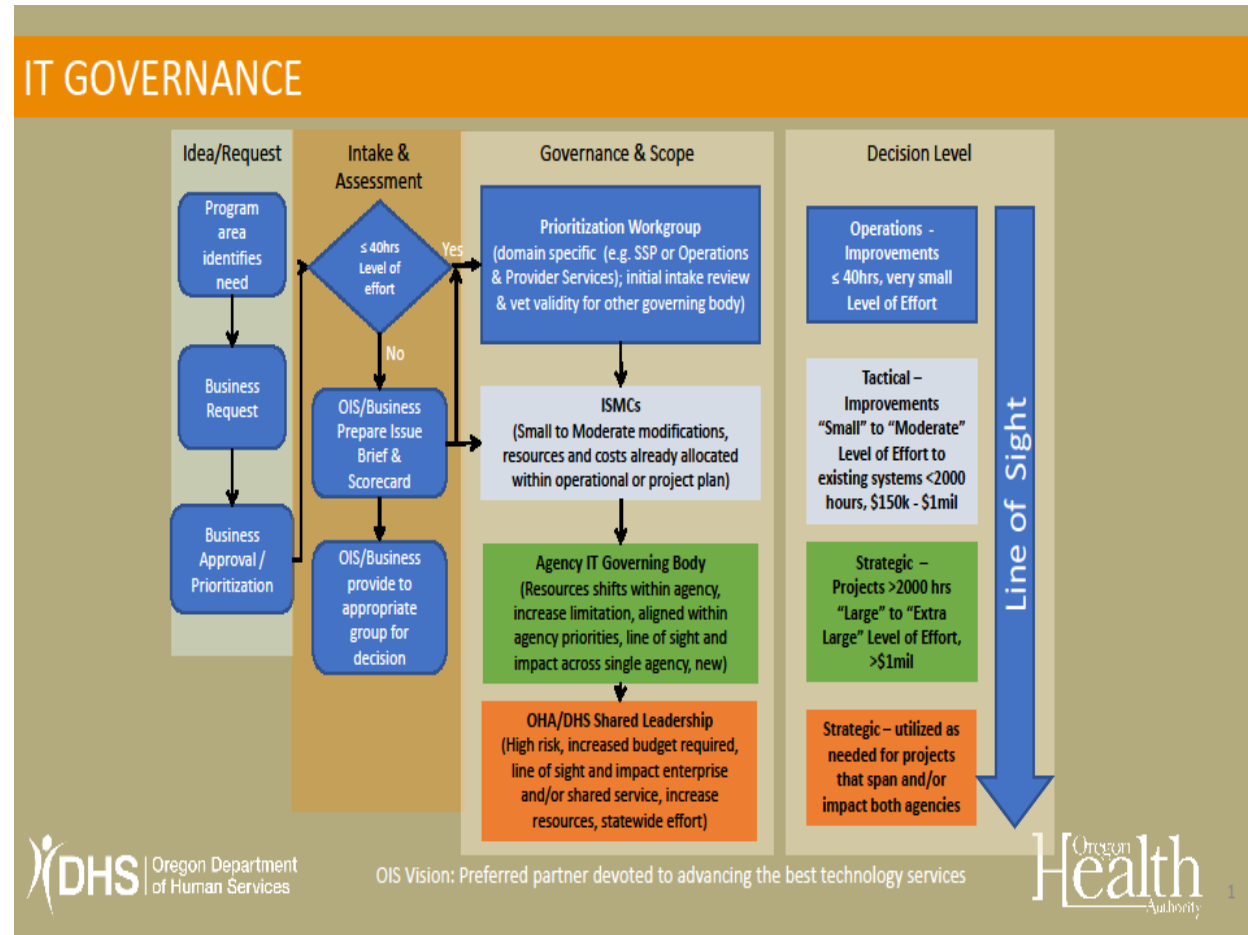 IT GOVERNANCE
Idea/Request
Program
area
identifies
need
Business
Request
Business
Approval /
Prioritization
Intake &
Assessment
≤ 40hrs
Level of
effort
Yes
No
OIS/Business
Prepare Issue
Brief &
Scorecard
OIS/Business
provide to
appropriate
group for
decision
Governance & Scope
Prioritization Workgroup
(domain specific (e.g. SSP or Operations
& Provider Services); initial intake review
& vet validity for other governing body)
ISMCs
(Small to Moderate modifications,
resources and costs already allocated
within operational or project plan)
Agency IT Governing Body
(Resources shifts within agency,
increase limitation, aligned within
agency priorities, line of sight and
impact across single agency, new)
OHA/DHS Shared Leadership
(High risk, increased budget required,
line of sight and impact enterprise
and/or shared service, increase
resources, statewide effort)
Decision Level
Operations -
Improvements
≤ 40hrs, very small
Level of Effort
Tactical –
Improvements
“Small” to “Moderate”
Level of Effort to
existing systems <2000
hours, $150k - $1mil
Strategic –
Projects >2000 hrs
“Large” to “Extra
Large” Level of Effort,
>$1mil
Strategic – utilized as
needed for projects
that span and/or
impact both agencies
Line of Sight
DHS
Oregon Department
of Human Services
OIS Vision: Preferred partner devoted to advancing the best technology services
Oregon
Health
Authority
1